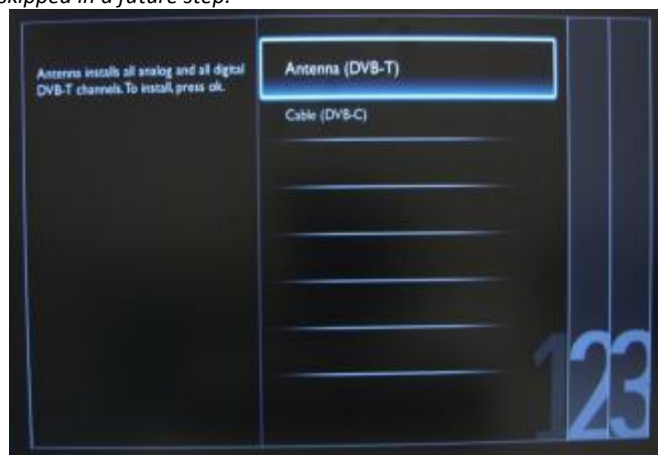 skipped in a future step.
Antenna installs all analog and all digital
DVB-T channels. To install, press ok.
Antenna (DVB-T)
Cable (DVB-C)
123